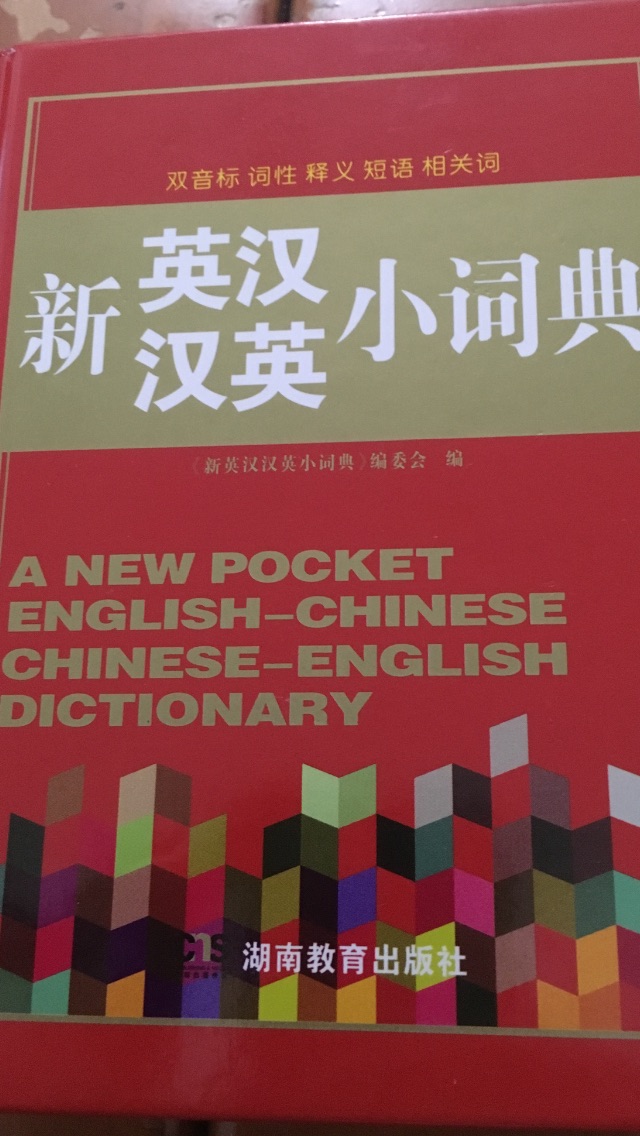 双音标 词性 释义 短语 相关词
新英汉汉英小词典
《新英汉汉英小词典》编委会 编
A NEW POCKET
ENGLISH–CHINESE
CHINESE–ENGLISH
DICTIONARY
cns
湖南教育出版社